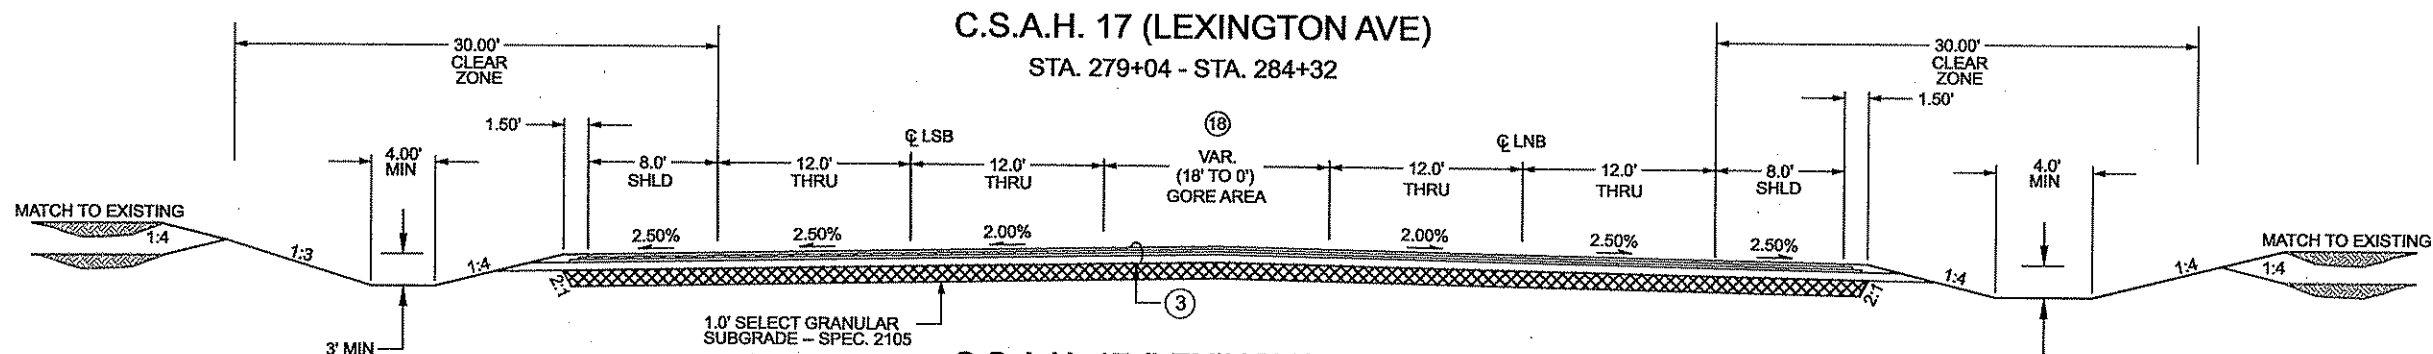 C.S.A.H. 17 (LEXINGTON AVE)
STA. 279+04 - STA. 284+32
30.00'
CLEAR
ZONE
30.00'
CLEAR
ZONE
1.50'
1.50'
18
℄ LSB
℄ LNB
4.00'
MIN
8.0'
SHLD
12.0'
THRU
12.0'
THRU
VAR.
(18' TO 0')
GORE AREA
12.0'
THRU
12.0'
THRU
8.0'
SHLD
4.0'
MIN
MATCH TO EXISTING
1:4
1:3
1:4
2.50%
2.50%
2.00%
2.00%
2.50%
2.50%
1:4
1:4
1:4
MATCH TO EXISTING
2:1
2:1
3
1.0' SELECT GRANULAR
SUBGRADE – SPEC. 2105
3' MIN